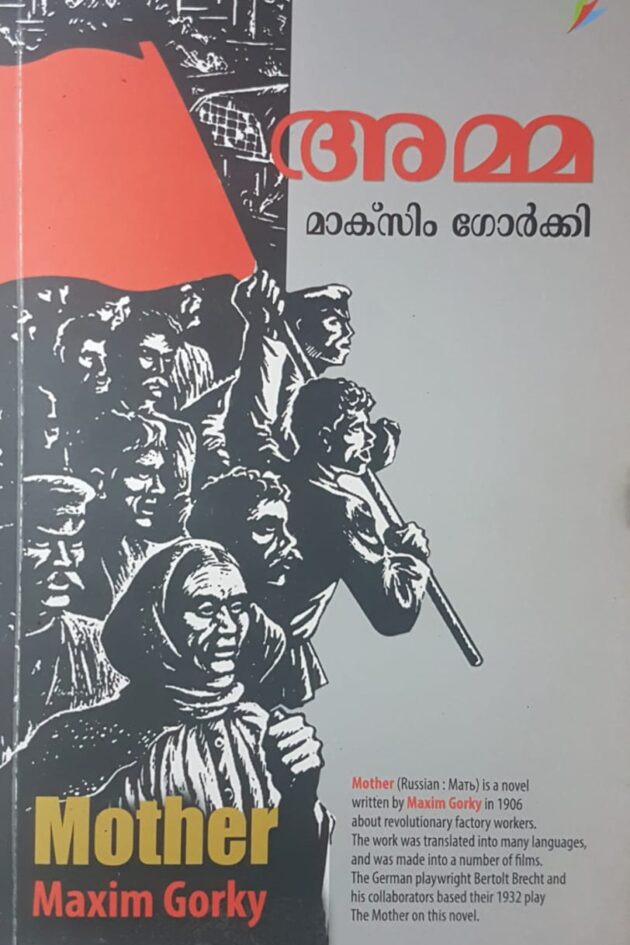 അമ്മ
മാക്സിം ഗോർക്കി
Mother
Maxim Gorky
Mother (Russian : Мать) is a novel
written by Maxim Gorky in 1906
about revolutionary factory workers.
The work was translated into many languages,
and was made into a number of films.
The German playwright Bertolt Brecht and
his collaborators based their 1932 play
The Mother on this novel.